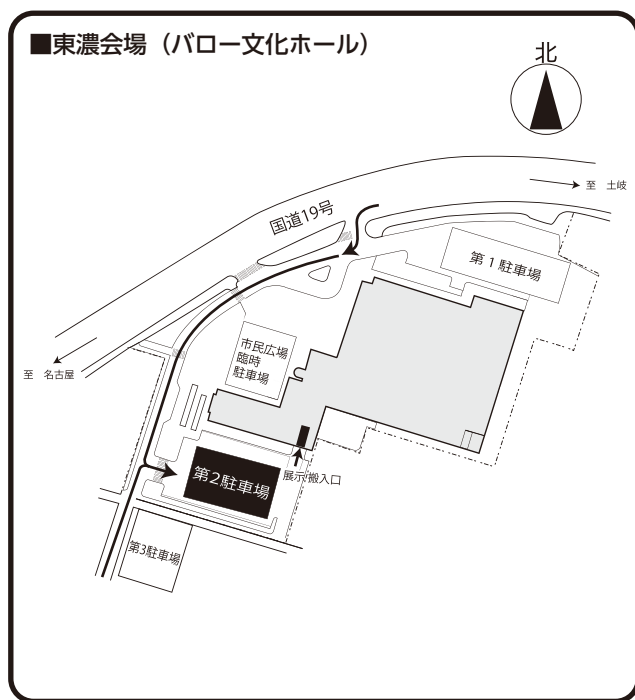 ■東濃会場（バロー文化ホール）
北
国道19号
至　土岐
第１駐車場
市民広場
臨時
駐車場
至　名古屋
第２駐車場
展示搬入口
第3駐車場